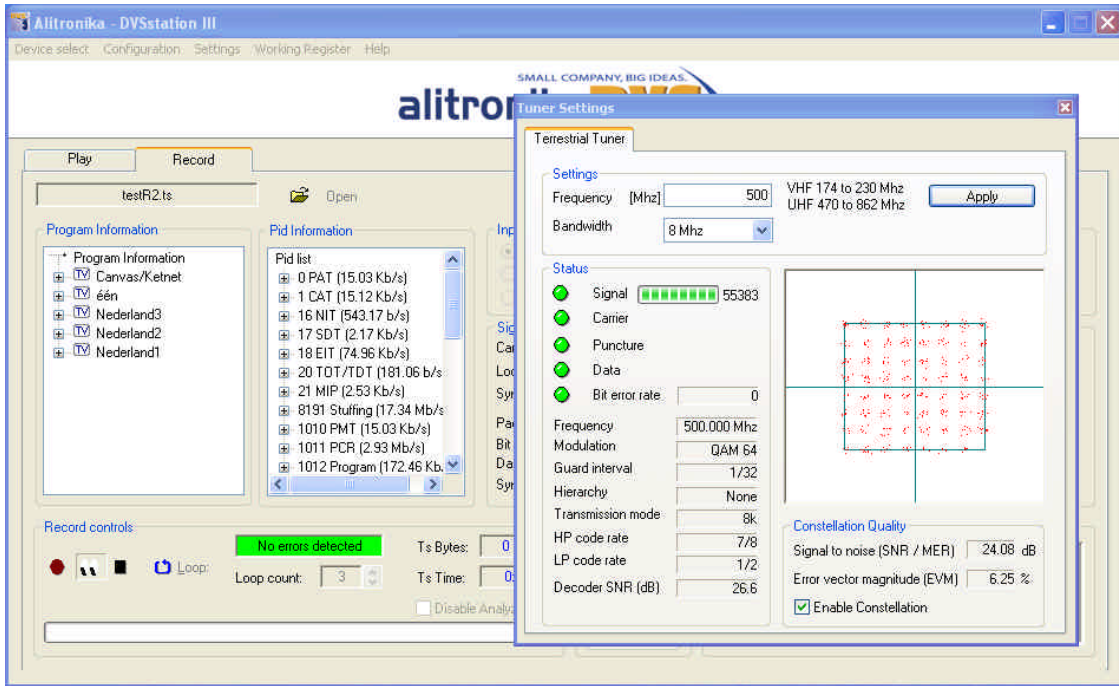 Alitronika - DVSstation III
Device select Configuration Settings Working Register Help
SMALL COMPANY, BIG IDEAS.
Play
Record
testR2.ts
Open
Program Information
Program Information
TV Canvas/Ketnet
TV één
TV Nederland3
TV Nederland2
TV Nederland1
Pid Information
Pid list
0 PAT (15.03 Kb/s)
1 CAT (15.12 Kb/s)
16 NIT (543.17 b/s)
17 SDT (2.17 Kb/s)
18 EIT (74.96 Kb/s)
20 TOT/TDT (181.06 b/s
21 MIP (2.53 Kb/s)
8191 Stuffing (17.34 Mb/s
1010 PMT (15.03 Kb/s)
1011 PCR (2.93 Mb/s)
1012 Program (172.46 Kb.
Record controls
No errors detected
Loop:
Loop count: 3
Ts Bytes: 0
Ts Time: 0:
Tuner Settings
Terrestrial Tuner
Settings
Frequency [Mhz] 500
VHF 174 to 230 Mhz
UHF 470 to 862 Mhz
Apply
Bandwidth 8 Mhz
Status
Signal 55383
Carrier
Puncture
Data
Bit error rate 0
Frequency 500.000 Mhz
Modulation QAM 64
Guard interval 1/32
Hierarchy None
Transmission mode 8k
HP code rate 7/8
LP code rate 1/2
Decoder SNR (dB) 26.6
Constellation Quality
Signal to noise (SNR / MER) 24.08 dB
Error vector magnitude (EVM) 6.25 %
Enable Constellation